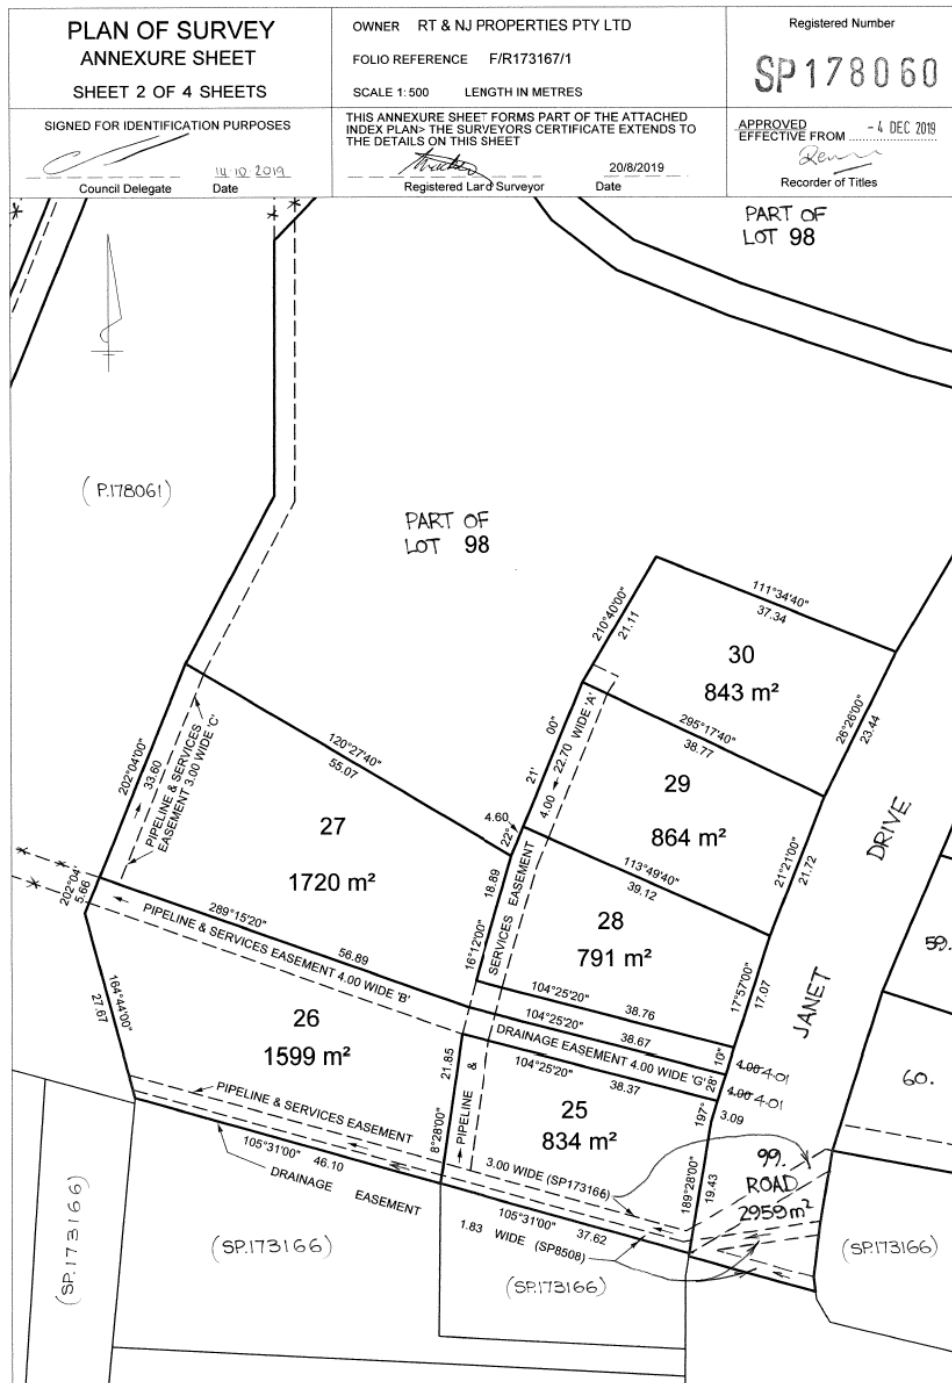 PLAN OF SURVEY
ANNEXURE SHEET
SHEET 2 OF 4 SHEETS
OWNER RT & NJ PROPERTIES PTY LTD
FOLIO REFERENCE F/R173167/1
SCALE 1:500 LENGTH IN METRES
Registered Number
SP178060
SIGNED FOR IDENTIFICATION PURPOSES
14.10.2019
Council Delegate Date
THIS ANNEXURE SHEET FORMS PART OF THE ATTACHED
INDEX PLAN> THE SURVEYORS CERTIFICATE EXTENDS TO
THE DETAILS ON THIS SHEET
20/8/2019
Registered Land Surveyor Date
APPROVED
EFFECTIVE FROM -4 DEC 2019
Recorder of Titles
PART OF
LOT 98
(P.178061)
PART OF
LOT 98
111°34'40"
37.34
210°40'00"
21.11
30
843 m²
26°26'00"
23.44
295°17'40"
38.77
00"
21'
22°
4.00 22.70 WIDE 'A'
29
864 m²
21°21'00"
21.72
DRIVE
202°04'00"
33.60
PIPELINE & SERVICES
EASEMENT 3.00 WIDE 'C'
120°27'40"
55.07
27
1720 m²
4.60
18.89
16°12'00"
SERVICES EASEMENT
113°49'40"
39.12
28
791 m²
17°57'00"
17.07
JANET
59.
202°04'
5.66
289°15'20"
56.89
PIPELINE & SERVICES EASEMENT 4.00 WIDE 'B'
104°25'20"
38.76
104°25'20"
38.67
DRAINAGE EASEMENT 4.00 WIDE 'G'
104°25'20"
38.37
164°44'00"
27.67
26
1599 m²
21.85
8°28'00"
PIPELINE &
25
834 m²
197° 28' 10"
4.00 4.01
4.00 4.01
3.09
60.
PIPELINE & SERVICES EASEMENT
105°31'00" 46.10
DRAINAGE EASEMENT
3.00 WIDE (SP173166)
189°28'00"
19.43
99.
ROAD
2959m²
105°31'00" 37.62
1.83 WIDE (SP8508)
(SP.173166)
(SP.173166)
(SP.173166)
(SP.173166)